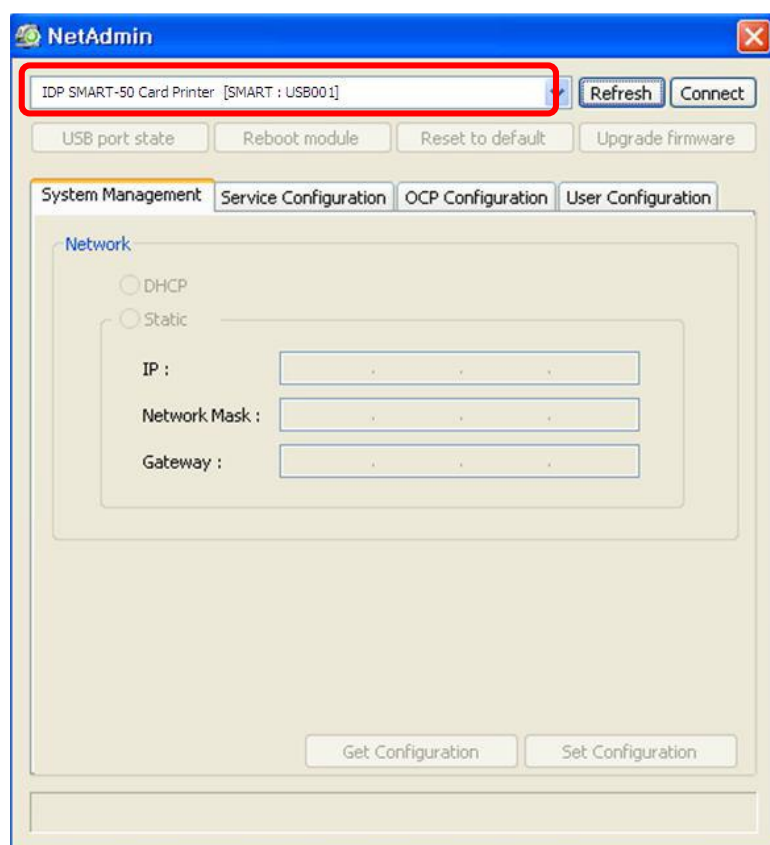 NetAdmin
IDP SMART-50 Card Printer [SMART : USB001] Refresh Connect
USB port state Reboot module Reset to default Upgrade firmware
System Management Service Configuration OCP Configuration User Configuration
Network
DHCP
Static
IP :
Network Mask :
Gateway :
Get Configuration Set Configuration